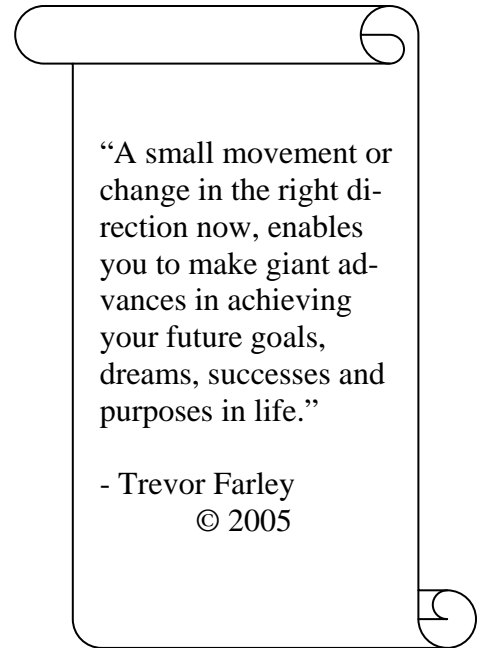 “A small movement or
change in the right di-
rection now, enables
you to make giant ad-
vances in achieving
your future goals,
dreams, successes and
purposes in life.”
- Trevor Farley
© 2005